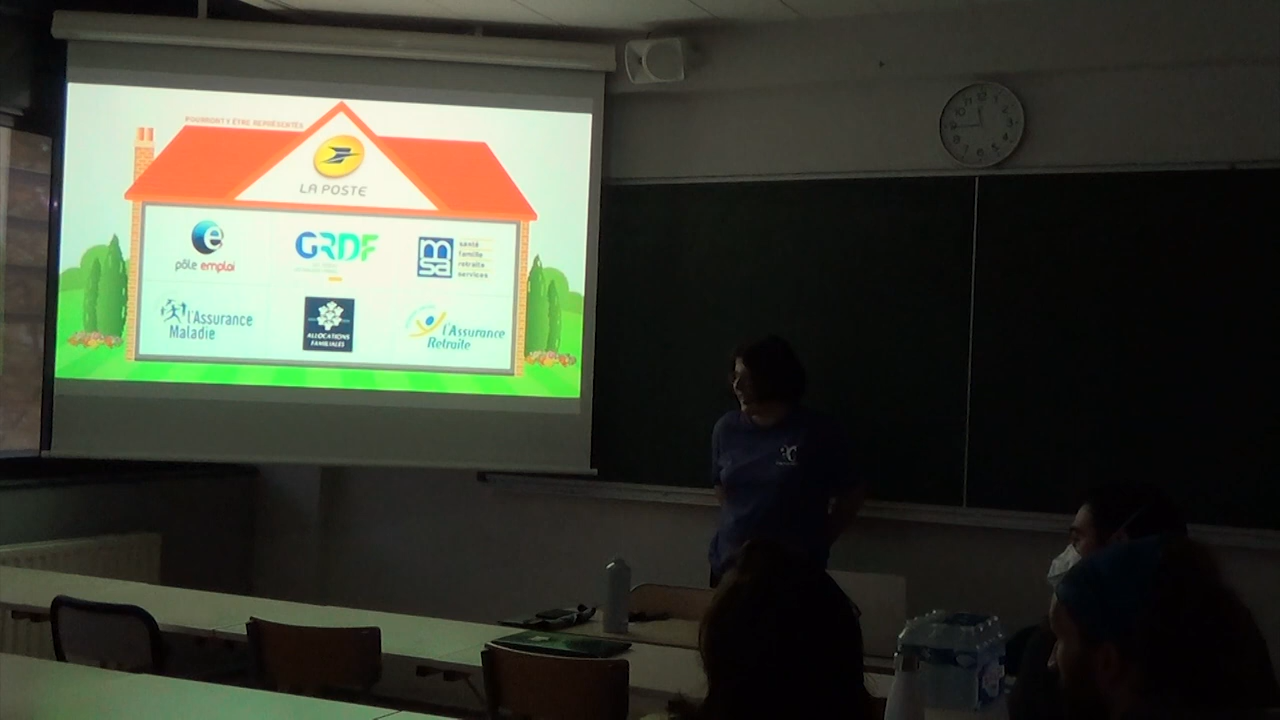 POURRONT Y ÊTRE REPRÉSENTÉS
LA POSTE
pôle emploi
GRDF
msa
santé
famille
retraite
services
l'Assurance
Maladie
ALLOCATIONS
FAMILIALES
l'Assurance
Retraite